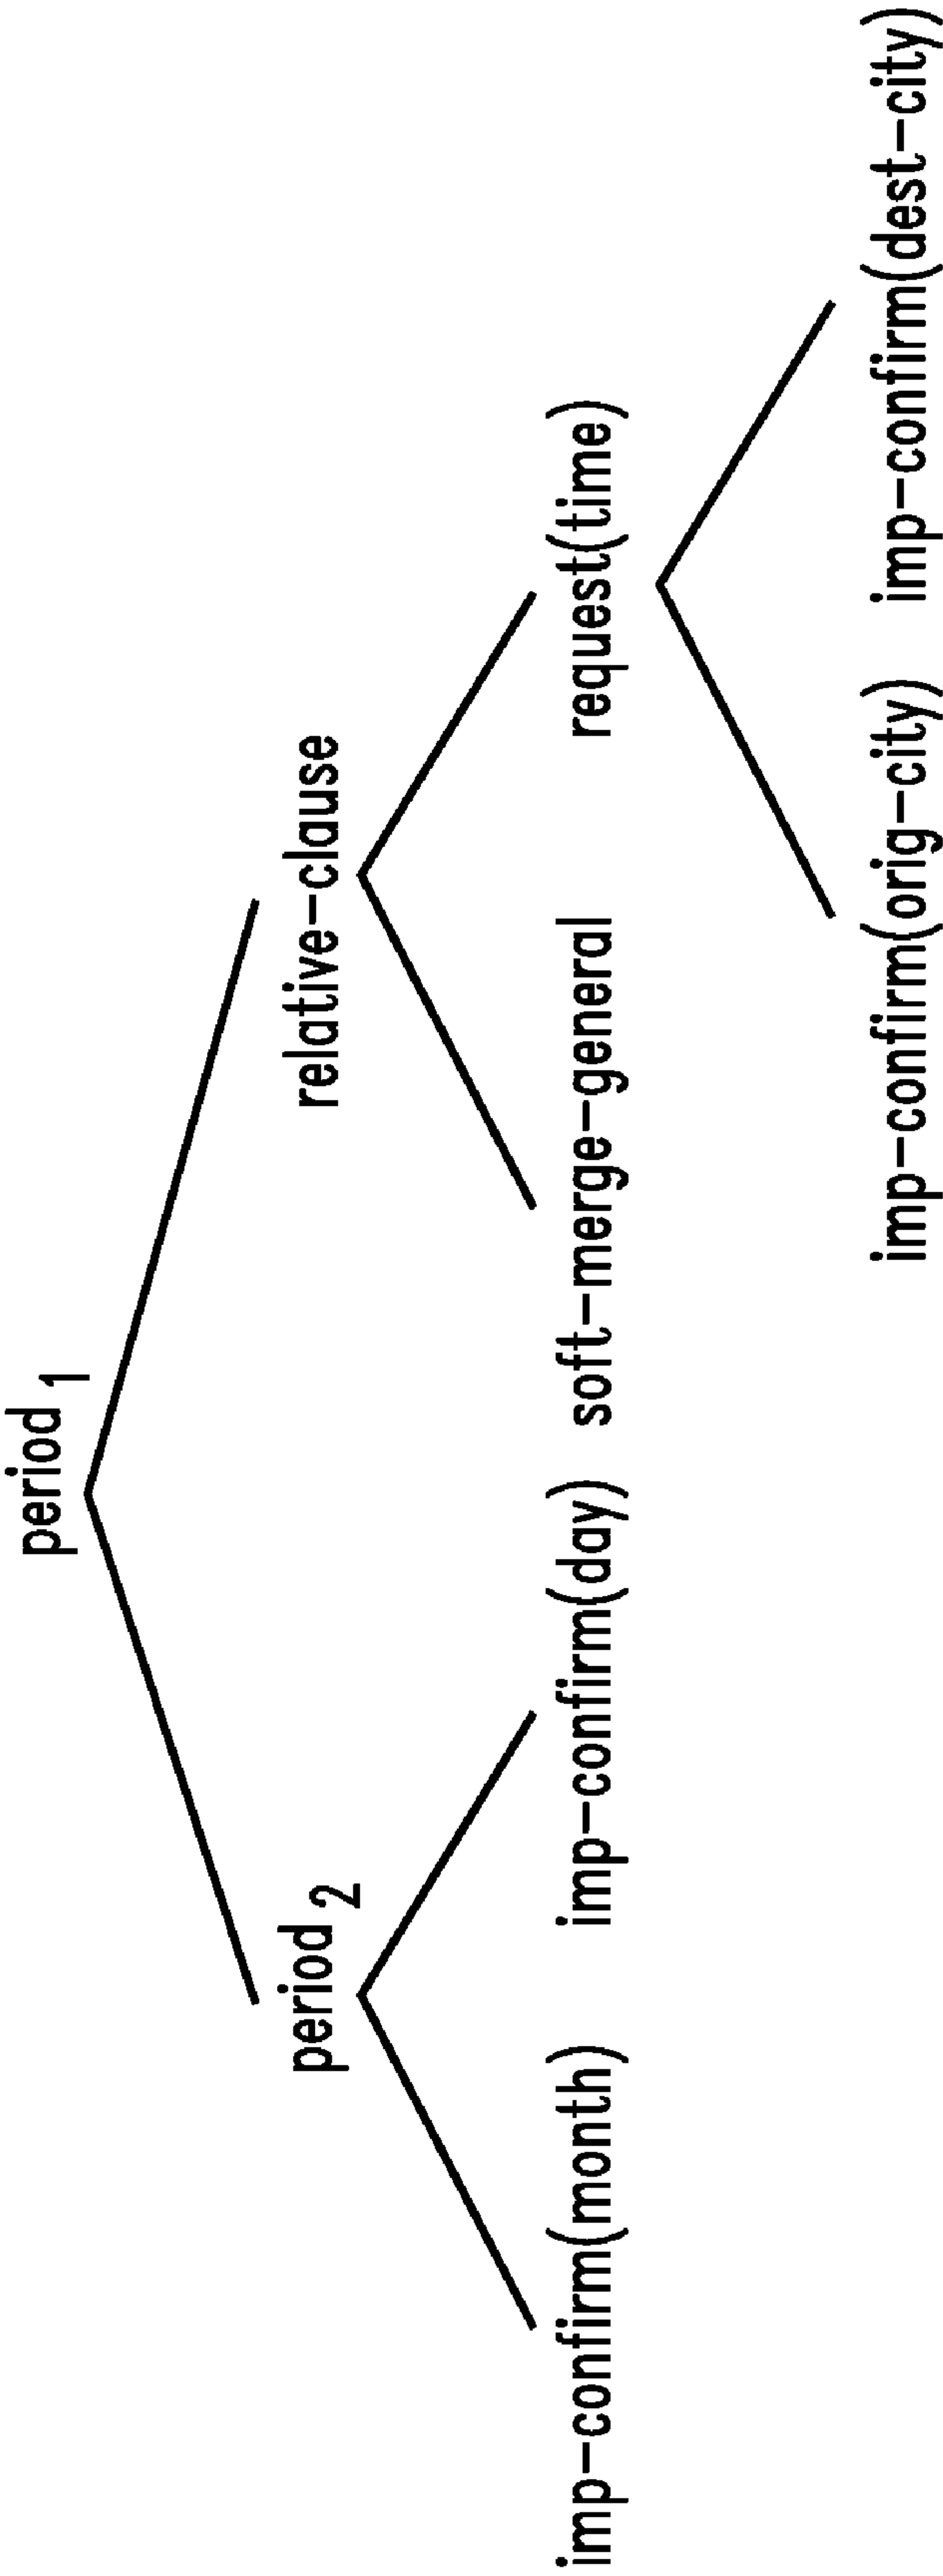 period 1
period 2
relative-clause
imp-confirm(month)
imp-confirm(day)
soft-merge-general
request(time)
imp-confirm(orig-city)
imp-confirm(dest-city)